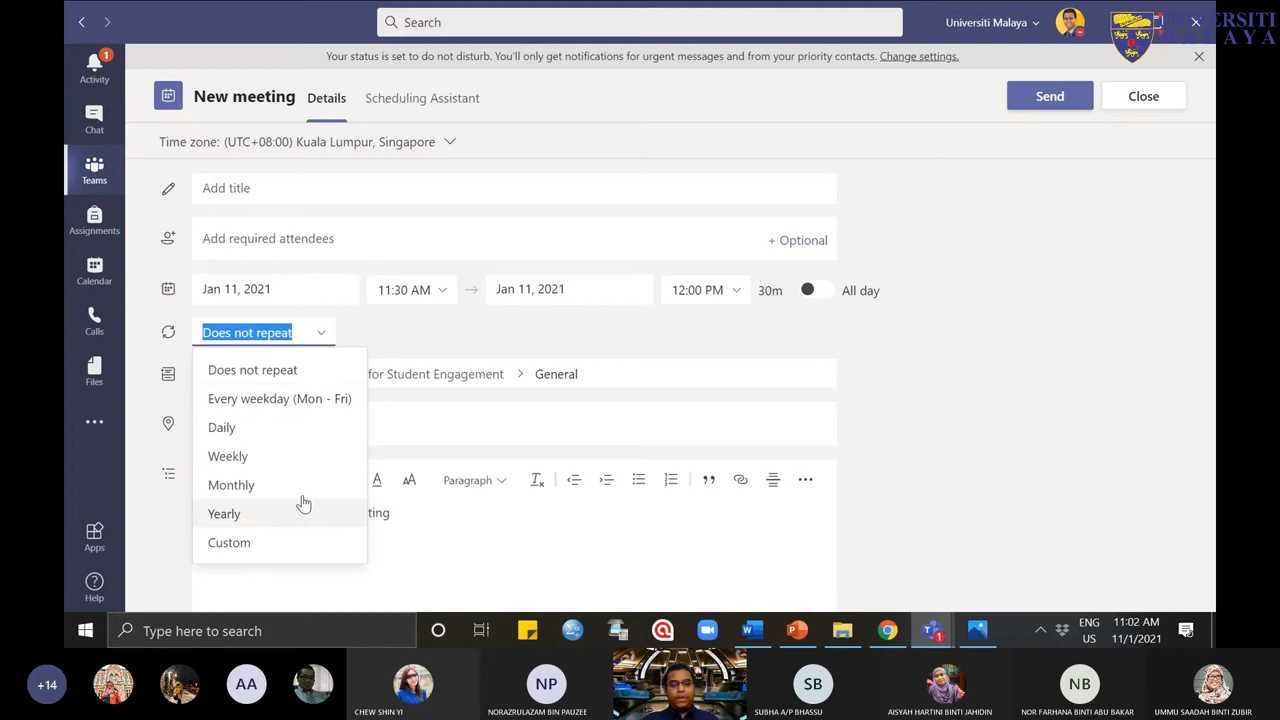 Search
Universiti Malaya
UNIVERSITI
MALAYA
Your status is set to do not disturb. You'll only get notifications for urgent messages and from your priority contacts. Change settings.
1
Activity
Chat
Teams
Assignments
Calendar
Calls
Files
Apps
Help
New meeting
Details
Scheduling Assistant
Send
Close
Time zone: (UTC+08:00) Kuala Lumpur, Singapore
Add title
Add required attendees
+ Optional
Jan 11, 2021
11:30 AM
Jan 11, 2021
12:00 PM
30m
All day
Does not repeat
Does not repeat
Every weekday (Mon - Fri)
Daily
Weekly
Monthly
Yearly
Custom
for Student Engagement > General
A
AA
Paragraph
ting
Type here to search
1
ENG
US
11:02 AM
11/1/2021
+14
AA
CHEW SHIN YI
NP
NORAZRULAZAM BIN PAUZEE
SB
SUBHA A/P BHASSU
AISYAH HARTINI BINTI JAHIDIN
NB
NOR FARHANA BINTI ABU BAKAR
UMMU SAADAH BINTI ZUBIR